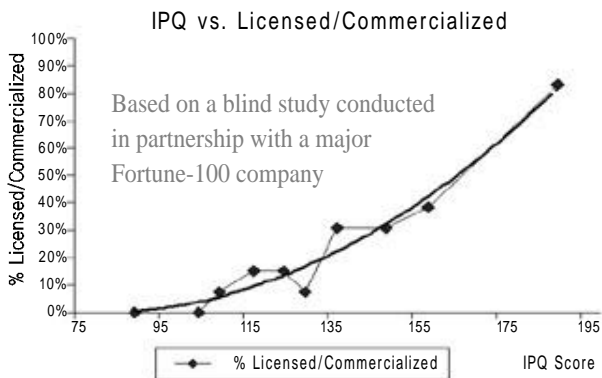 IPQ vs. Licensed/Commercialized
% Licensed/Commercialized
100%
90%
80%
70%
60%
50%
40%
30%
20%
10%
0%
Based on a blind study conducted
in partnership with a major
Fortune-100 company
75 95 115 135 155 175 195
% Licensed/Commercialized
IPQ Score